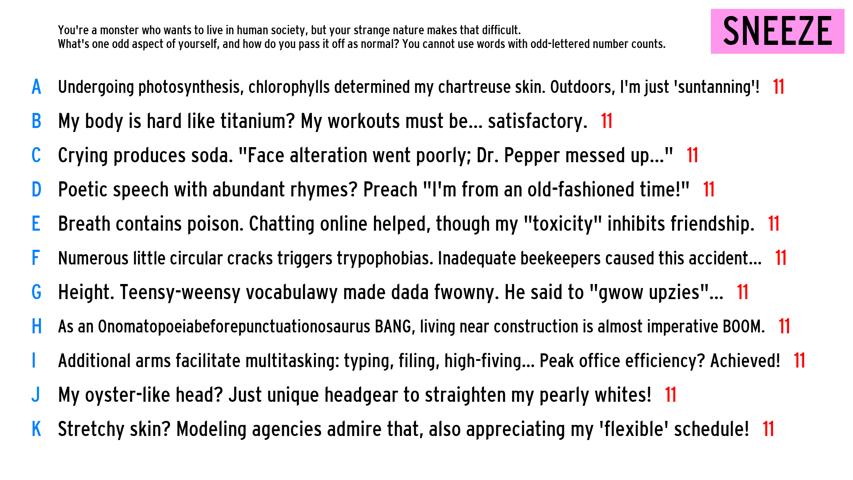 You're a monster who wants to live in human society, but your strange nature makes that difficult.
What's one odd aspect of yourself, and how do you pass it off as normal? You cannot use words with odd-lettered number counts.
SNEEZE
A Undergoing photosynthesis, chlorophylls determined my chartreuse skin. Outdoors, I'm just 'suntanning'! 11
B My body is hard like titanium? My workouts must be... satisfactory. 11
C Crying produces soda. "Face alteration went poorly; Dr. Pepper messed up..." 11
D Poetic speech with abundant rhymes? Preach "I'm from an old-fashioned time!" 11
E Breath contains poison. Chatting online helped, though my "toxicity" inhibits friendship. 11
F Numerous little circular cracks triggers trypophobias. Inadequate beekeepers caused this accident... 11
G Height. Teensy-weensy vocabulawy made dada fwowny. He said to "gwow upzies"... 11
H As an Onomatopoeiabeforepunctuationosaurus BANG, living near construction is almost imperative BOOM. 11
I Additional arms facilitate multitasking: typing, filing, high-fiving... Peak office efficiency? Achieved! 11
J My oyster-like head? Just unique headgear to straighten my pearly whites! 11
K Stretchy skin? Modeling agencies admire that, also appreciating my 'flexible' schedule! 11